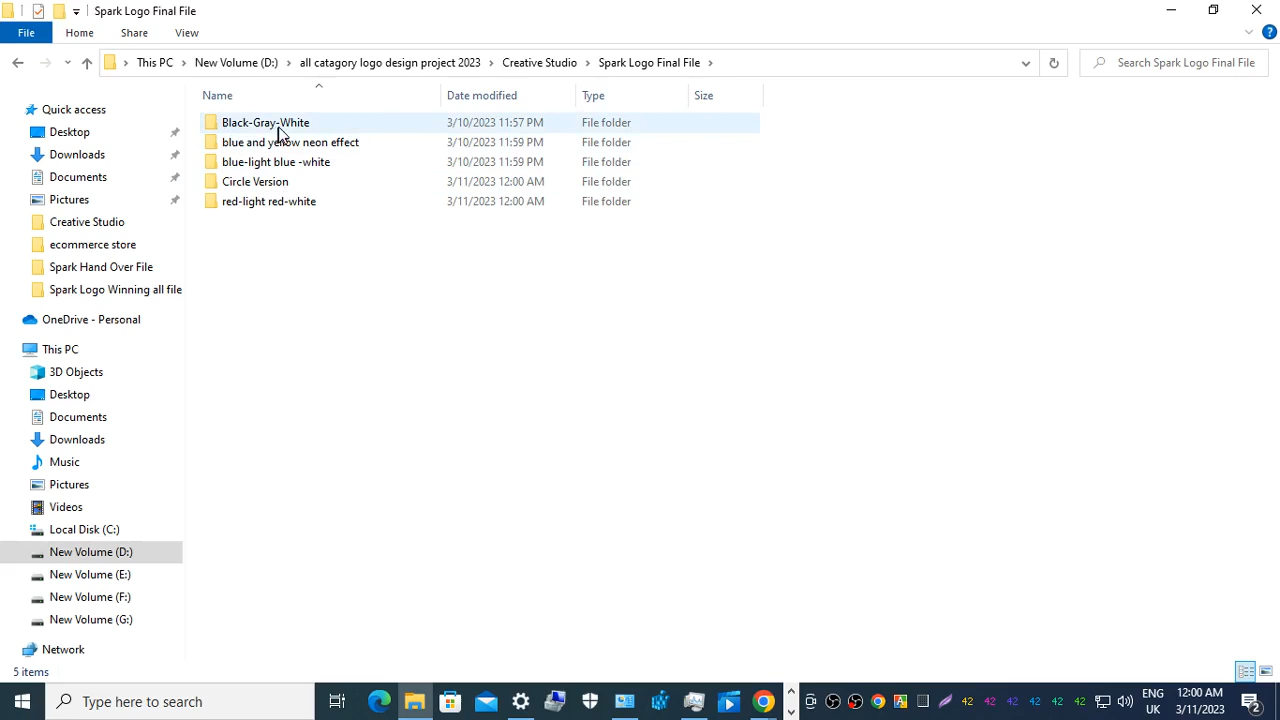 Spark Logo Final File
File Home Share View
This PC New Volume (D:) all catagory logo design project 2023 Creative Studio Spark Logo Final File Search Spark Logo Final File
Name Date modified Type Size
Black-Gray-White 3/10/2023 11:57 PM File folder
blue and yellow neon effect 3/10/2023 11:59 PM File folder
blue-light blue -white 3/10/2023 11:59 PM File folder
Circle Version 3/11/2023 12:00 AM File folder
red-light red-white 3/11/2023 12:00 AM File folder
Quick access
Desktop
Downloads
Documents
Pictures
Creative Studio
ecommerce store
Spark Hand Over File
Spark Logo Winning all file
OneDrive - Personal
This PC
3D Objects
Desktop
Documents
Downloads
Music
Pictures
Videos
Local Disk (C:)
New Volume (D:)
New Volume (E:)
New Volume (F:)
New Volume (G:)
Network
5 items
Type here to search
42 42 42 42 42 42
ENG
UK
12:00 AM
3/11/2023
2